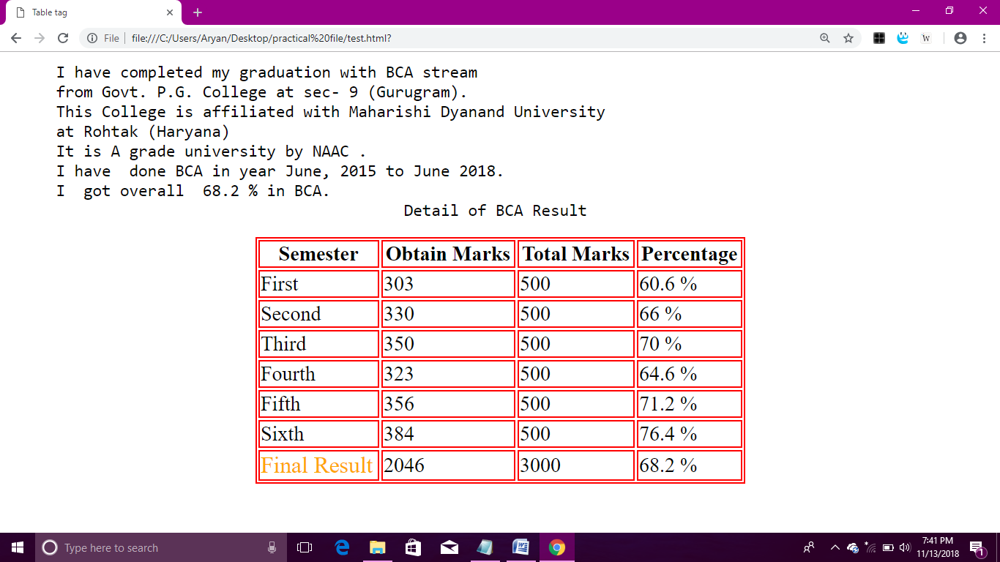 Table tag
File file:///C:/Users/Aryan/Desktop/practical%20file/test.html?
I have completed my graduation with BCA stream
from Govt. P.G. College at sec- 9 (Gurugram).
This College is affiliated with Maharishi Dyanand University
at Rohtak (Haryana)
It is A grade university by NAAC .
I have  done BCA in year June, 2015 to June 2018.
I  got overall  68.2 % in BCA.
Detail of BCA Result
Semester Obtain Marks Total Marks Percentage
First 303 500 60.6 %
Second 330 500 66 %
Third 350 500 70 %
Fourth 323 500 64.6 %
Fifth 356 500 71.2 %
Sixth 384 500 76.4 %
Final Result 2046 3000 68.2 %
Type here to search
7:41 PM
11/13/2018
1